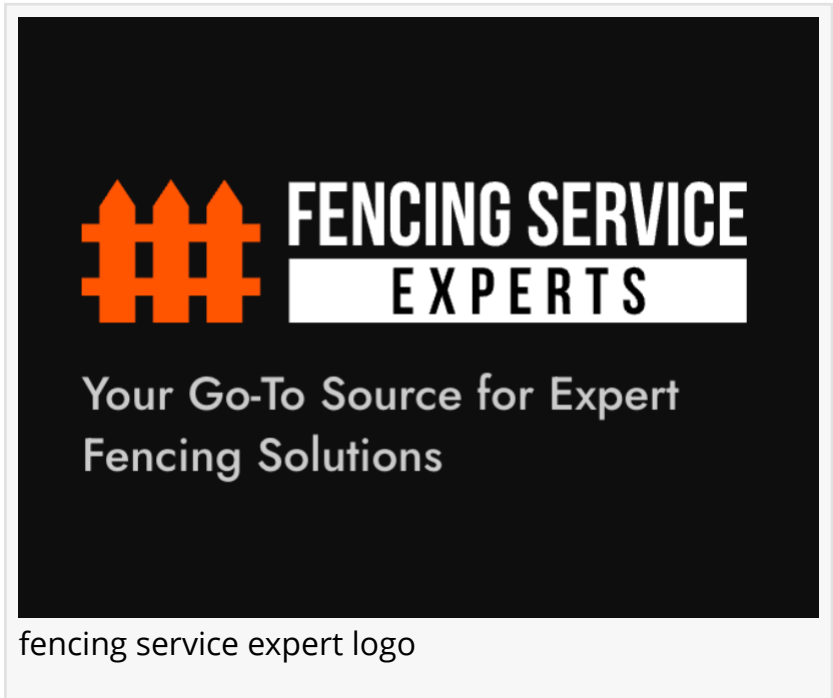 FENCING SERVICE
EXPERTS
Your Go-To Source for Expert
Fencing Solutions
fencing service expert logo